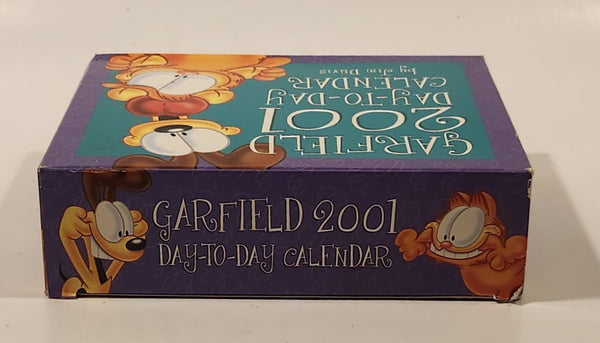 GARFIELD
2001
DAY-TO-DAY
CALENDAR
by Jim Davis
GARFIELD 2001
DAY-TO-DAY CALENDAR